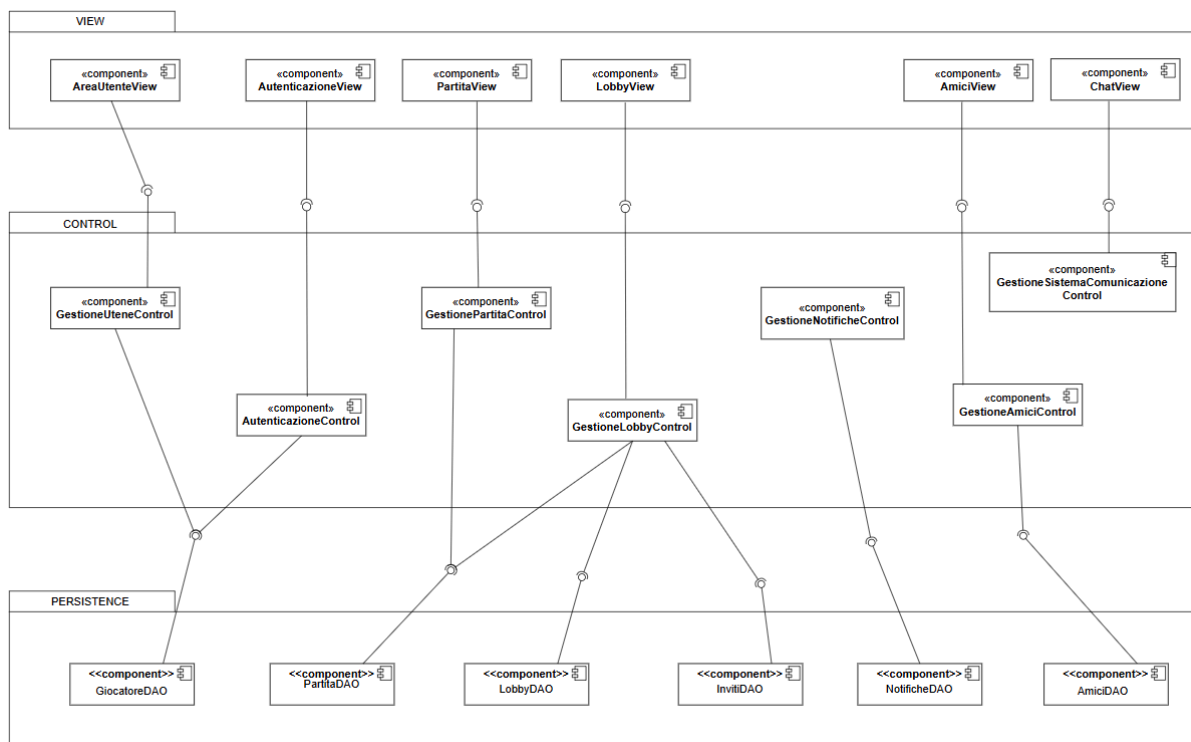 VIEW
«component»
AreaUtenteView
«component»
AutenticazioneView
«component»
PartitaView
«component»
LobbyView
«component»
AmiciView
«component»
ChatView
CONTROL
«component»
GestioneUteneControl
«component»
AutenticazioneControl
«component»
GestionePartitaControl
«component»
GestioneLobbyControl
«component»
GestioneNotificheControl
«component»
GestioneAmiciControl
«component»
GestioneSistemaComunicazione
Control
PERSISTENCE
<<component>>
GiocatoreDAO
<<component>>
PartitaDAO
<<component>>
LobbyDAO
<<component>>
InvitiDAO
<<component>>
NotificheDAO
<<component>>
AmiciDAO